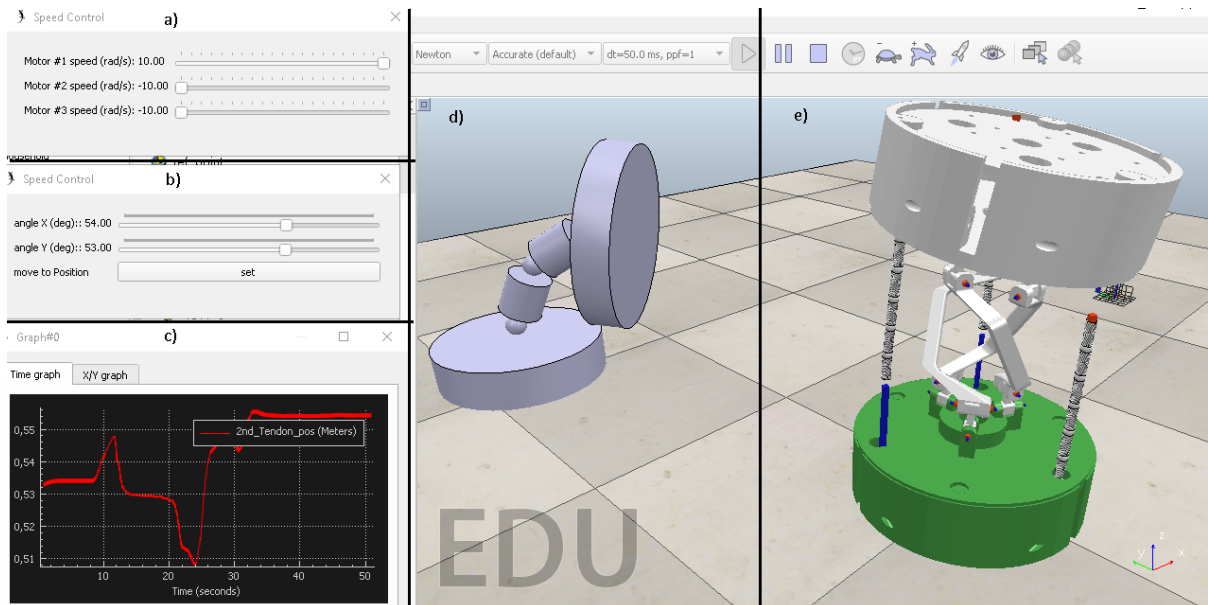 Speed Control
a)
Motor #1 speed (rad/s): 10.00
Motor #2 speed (rad/s): -10.00
Motor #3 speed (rad/s): -10.00
Speed Control
b)
angle X (deg):: 54.00
angle Y (deg):: 53.00
move to Position
set
Graph#0
c)
Time graph
X/Y graph
2nd_Tendon_pos (Meters)
0,55
0,54
0,53
0,52
0,51
10
20
30
40
50
Time (seconds)
Newton
Accurate (default)
dt=50.0 ms, ppf=1
d)
EDU
e)
z
y
x